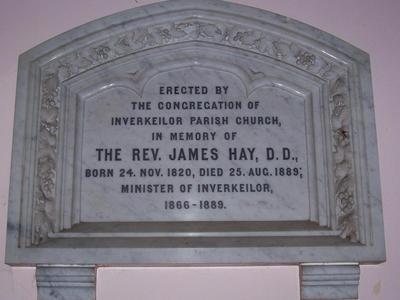 ERECTED BY
THE CONGREGATION OF
INVERKEILOR PARISH CHURCH,
IN MEMORY OF
THE REV. JAMES HAY, D.D.,
BORN 24. NOV. 1820, DIED 25. AUG. 1889;
MINISTER OF INVERKEILOR,
1866-1889.